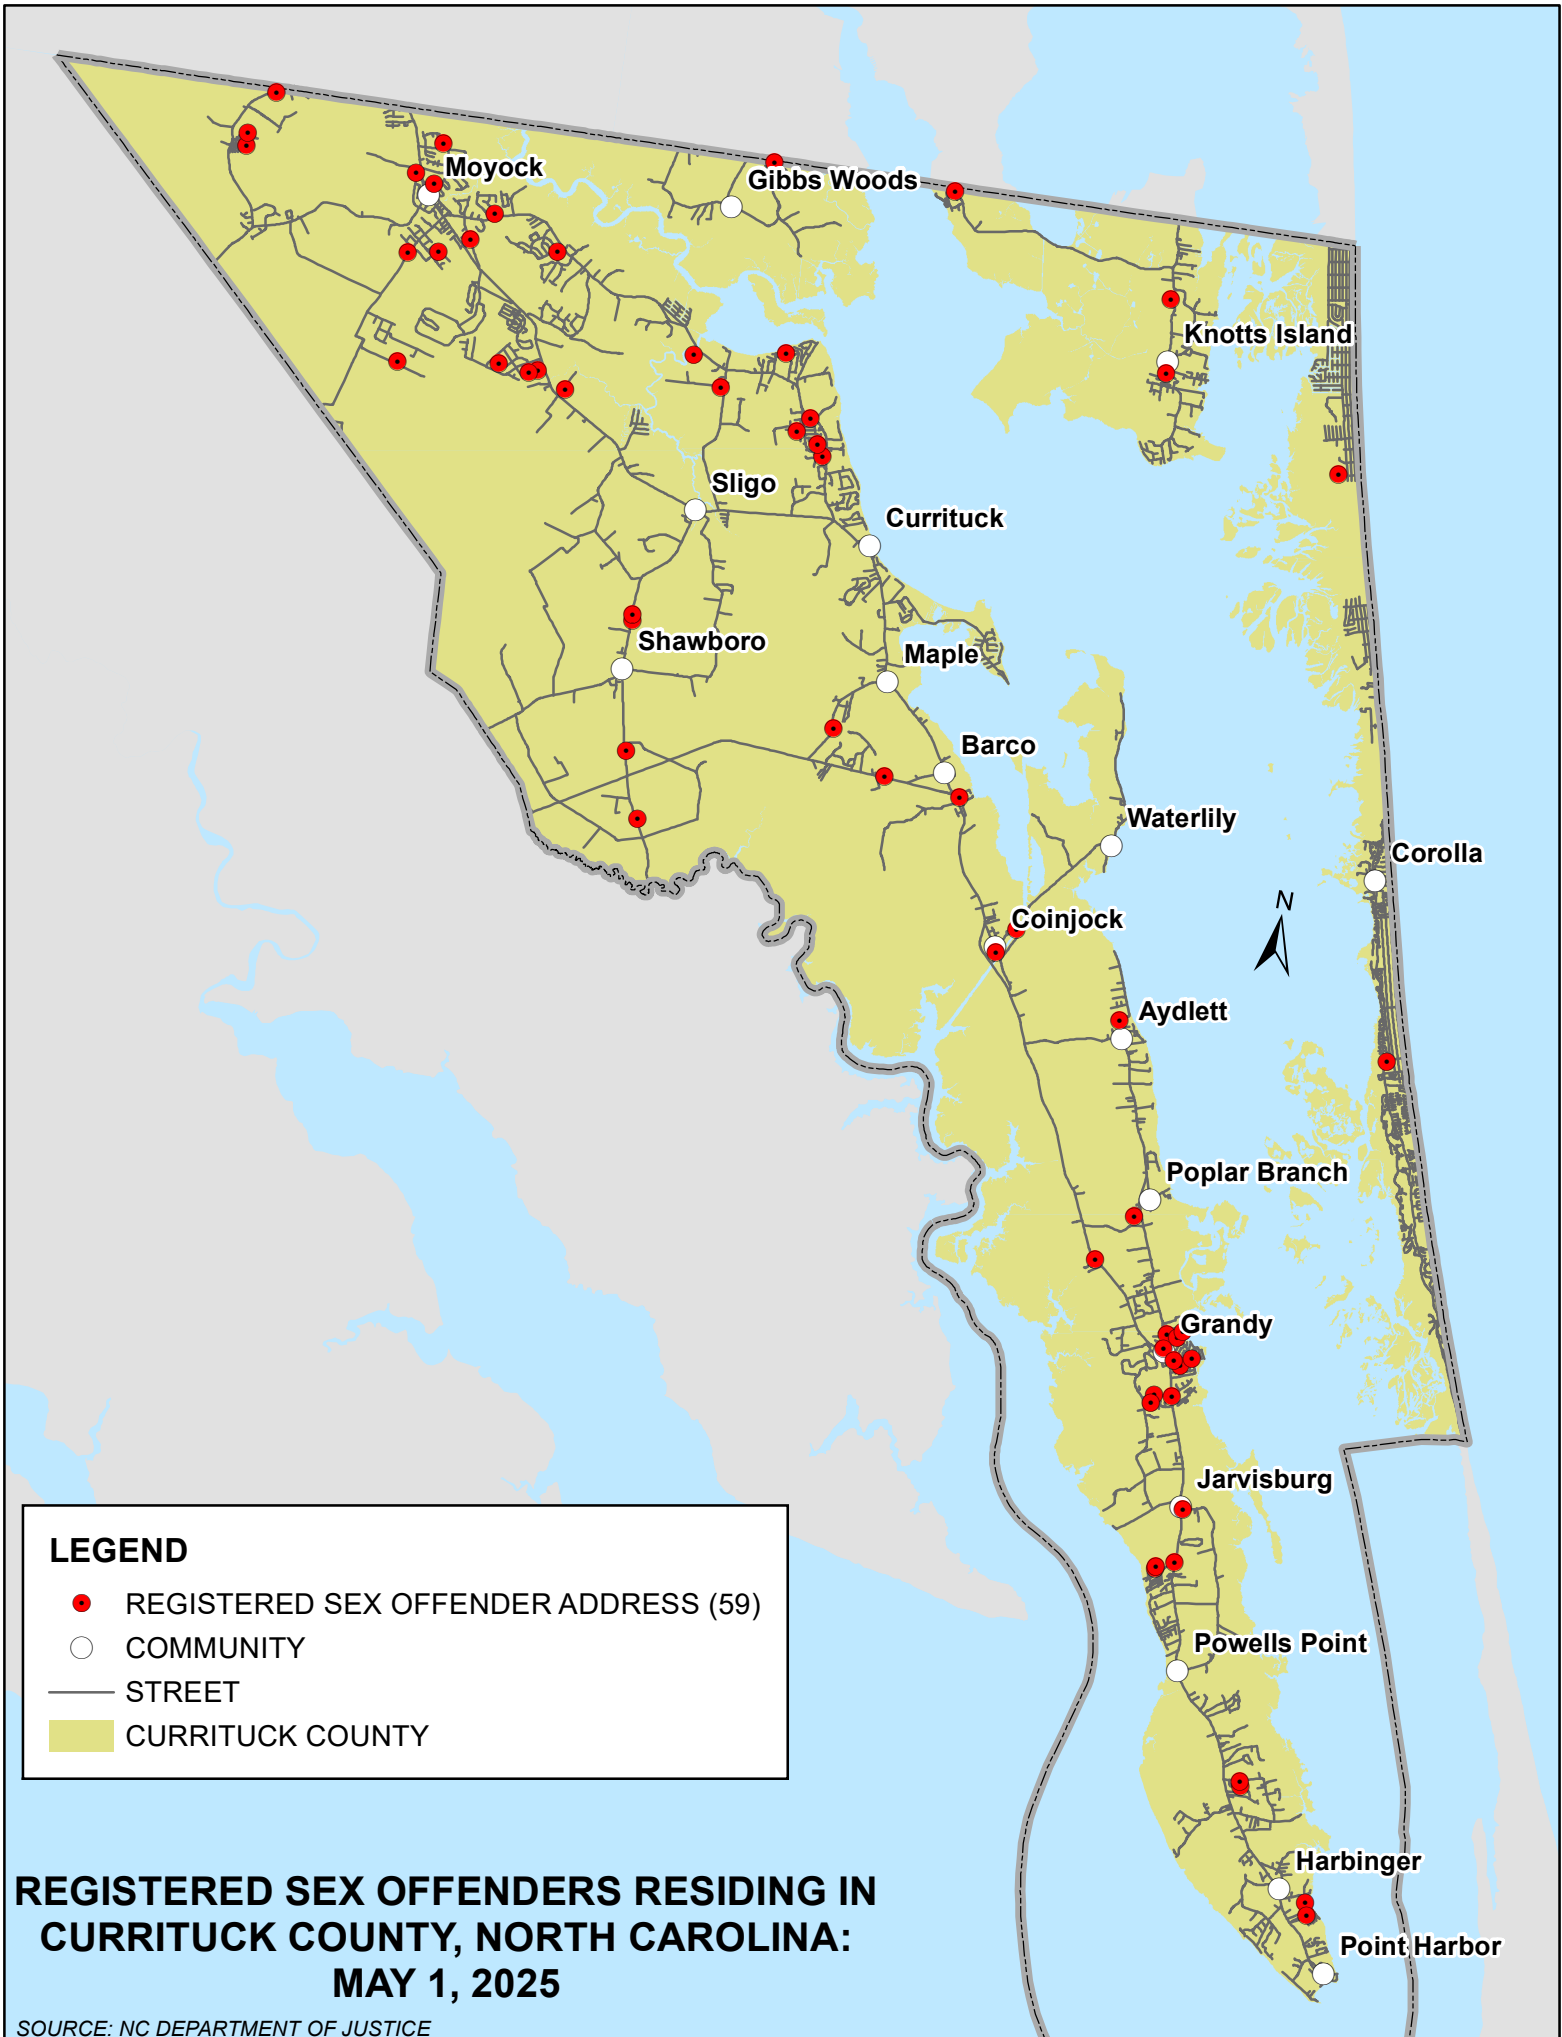 Moyock
Gibbs Woods
Knotts Island
Sligo
Currituck
Shawboro
Maple
Barco
Waterlily
Corolla
N
Coinjock
Aydlett
Poplar Branch
Grandy
Jarvisburg
LEGEND
REGISTERED SEX OFFENDER ADDRESS (59)
COMMUNITY
STREET
CURRITUCK COUNTY
Powells Point
Harbinger
Point Harbor
REGISTERED SEX OFFENDERS RESIDING IN
CURRITUCK COUNTY, NORTH CAROLINA:
MAY 1, 2025
SOURCE: NC DEPARTMENT OF JUSTICE